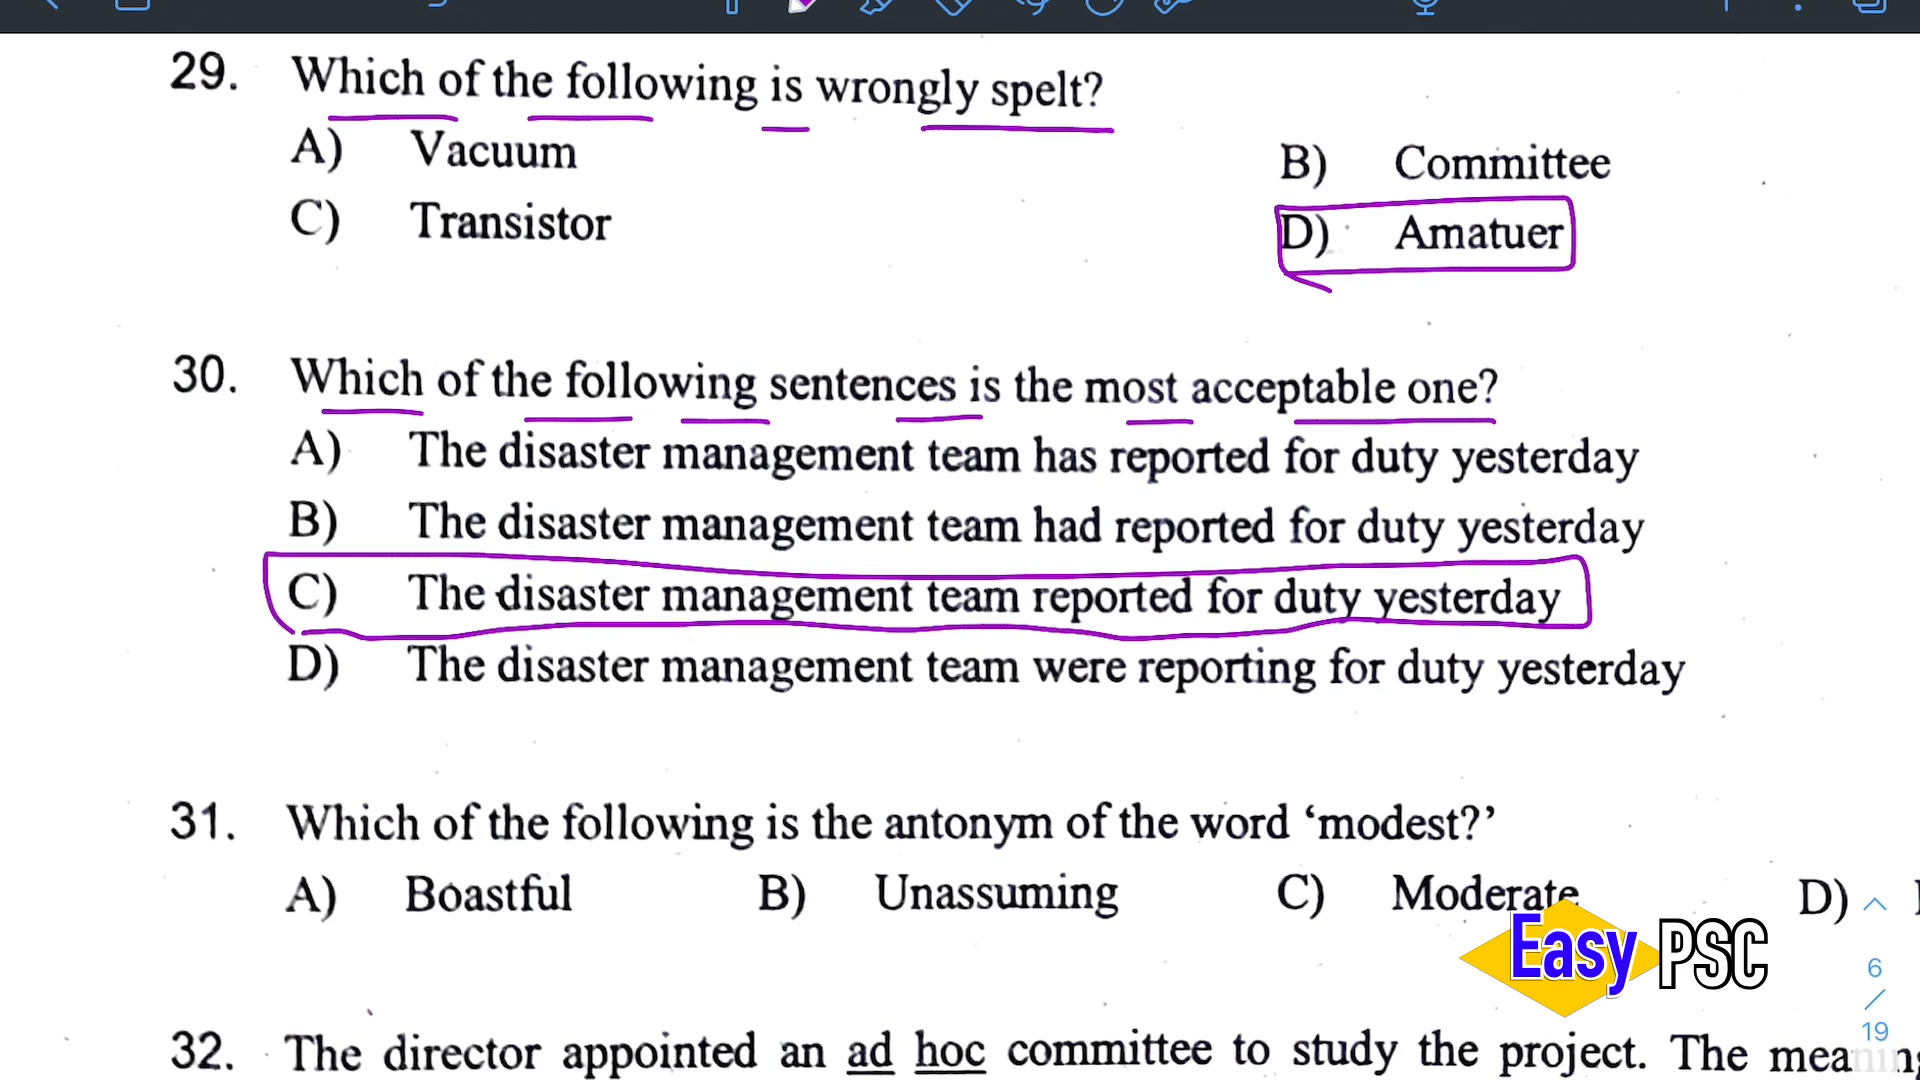 29. Which of the following is wrongly spelt?
A) Vacuum B) Committee
C) Transistor D) Amatuer
30. Which of the following sentences is the most acceptable one?
A) The disaster management team has reported for duty yesterday
B) The disaster management team had reported for duty yesterday
C) The disaster management team reported for duty yesterday
D) The disaster management team were reporting for duty yesterday
31. Which of the following is the antonym of the word ‘modest?’
A) Boastful B) Unassuming C) Moderate D)
Easy PSC
6
/
19
32. The director appointed an ad hoc committee to study the project. The